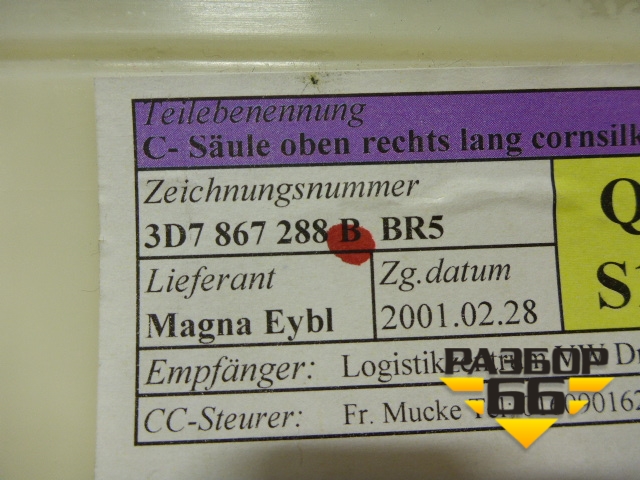 Teilebenennung
C- Säule oben rechts lang cornsilk
Zeichnungsnummer
3D7 867 288 B BR5
Lieferant
Zg.datum
Magna Eybl
2001.02.28
Empfänger:
CC-Steurer: Fr. Mucke
РАЗБОР
66